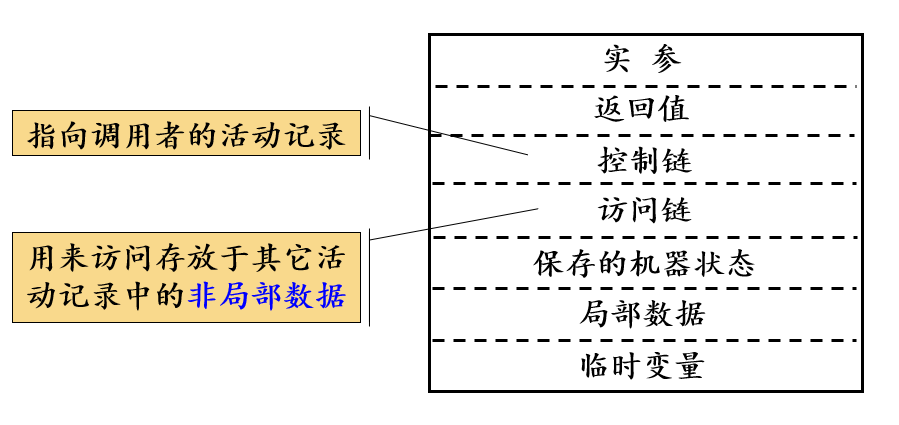 实 参
返回值
指向调用者的活动记录
控制链
访问链
用来访问存放于其它活
动记录中的非局部数据
保存的机器状态
局部数据
临时变量